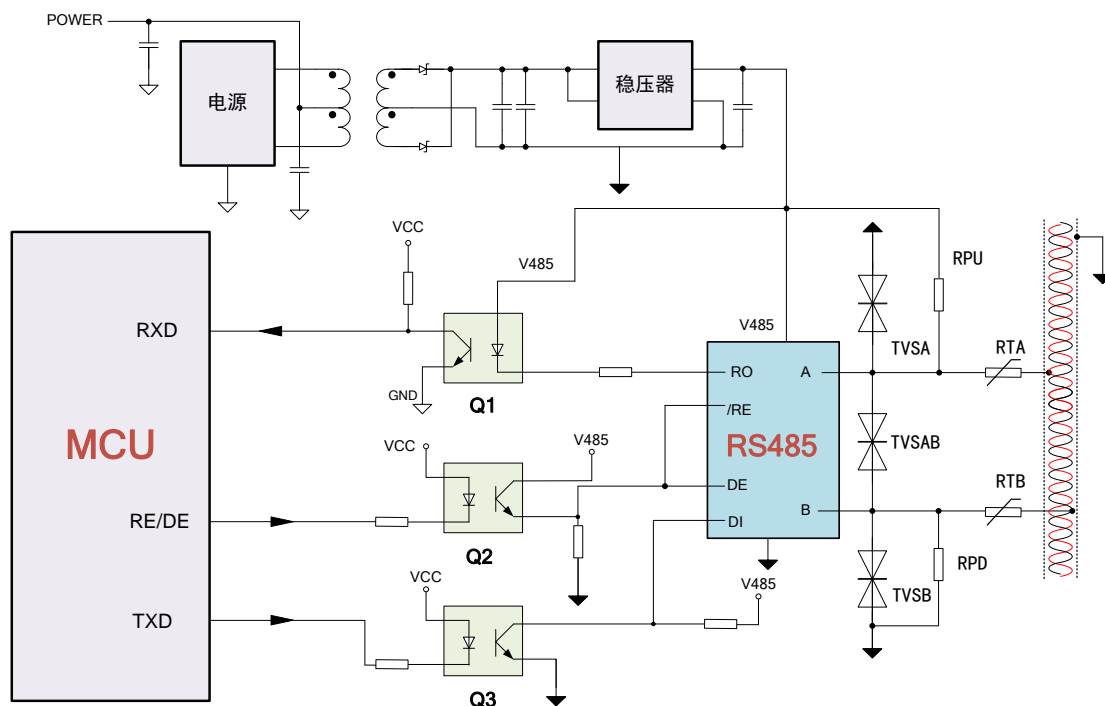 POWER
电源
稳压器
VCC
V485
RPU
V485
TVSA
RTA
RXD
RO
A
GND
Q1
/RE
MCU
VCC
V485
RS485
TVSAB
RTB
RE/DE
DE
B
DI
Q2
VCC
V485
TVSB
RPD
TXD
Q3